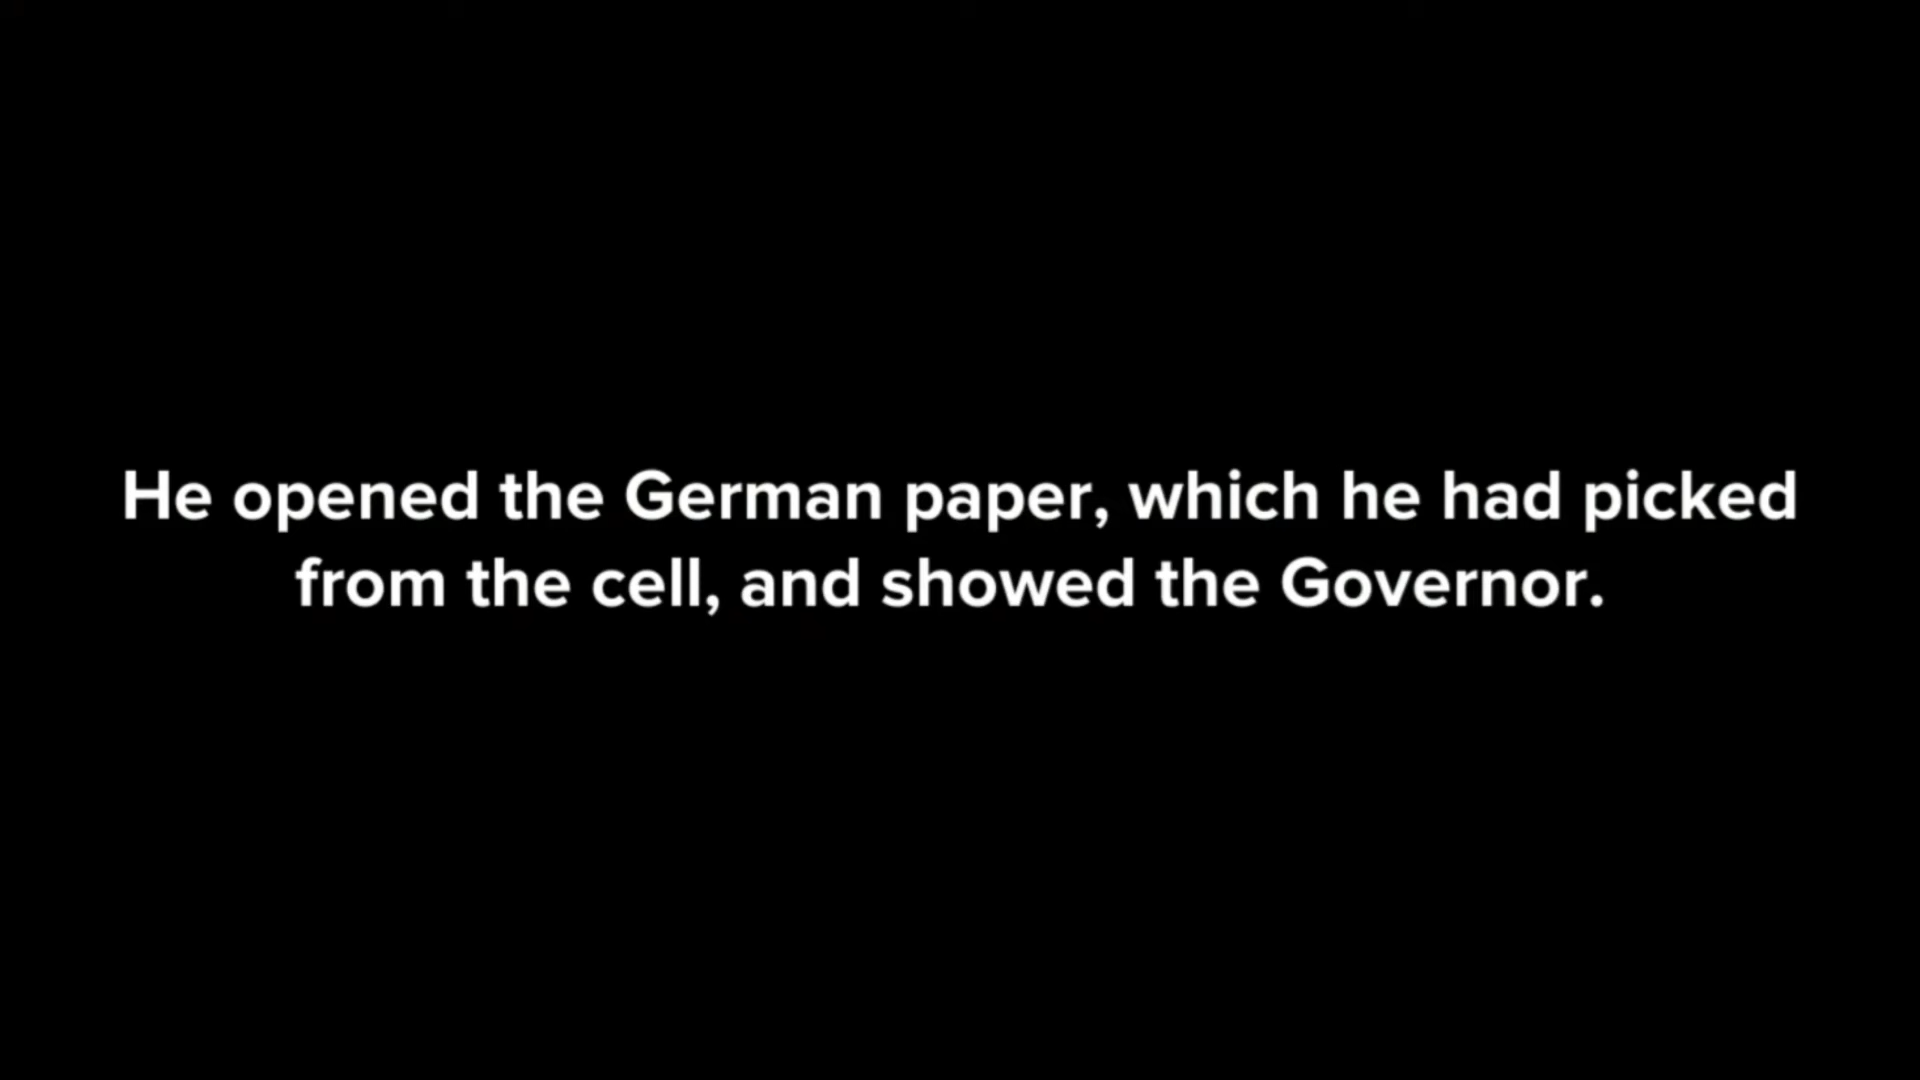 He opened the German paper, which he had picked
from the cell, and showed the Governor.